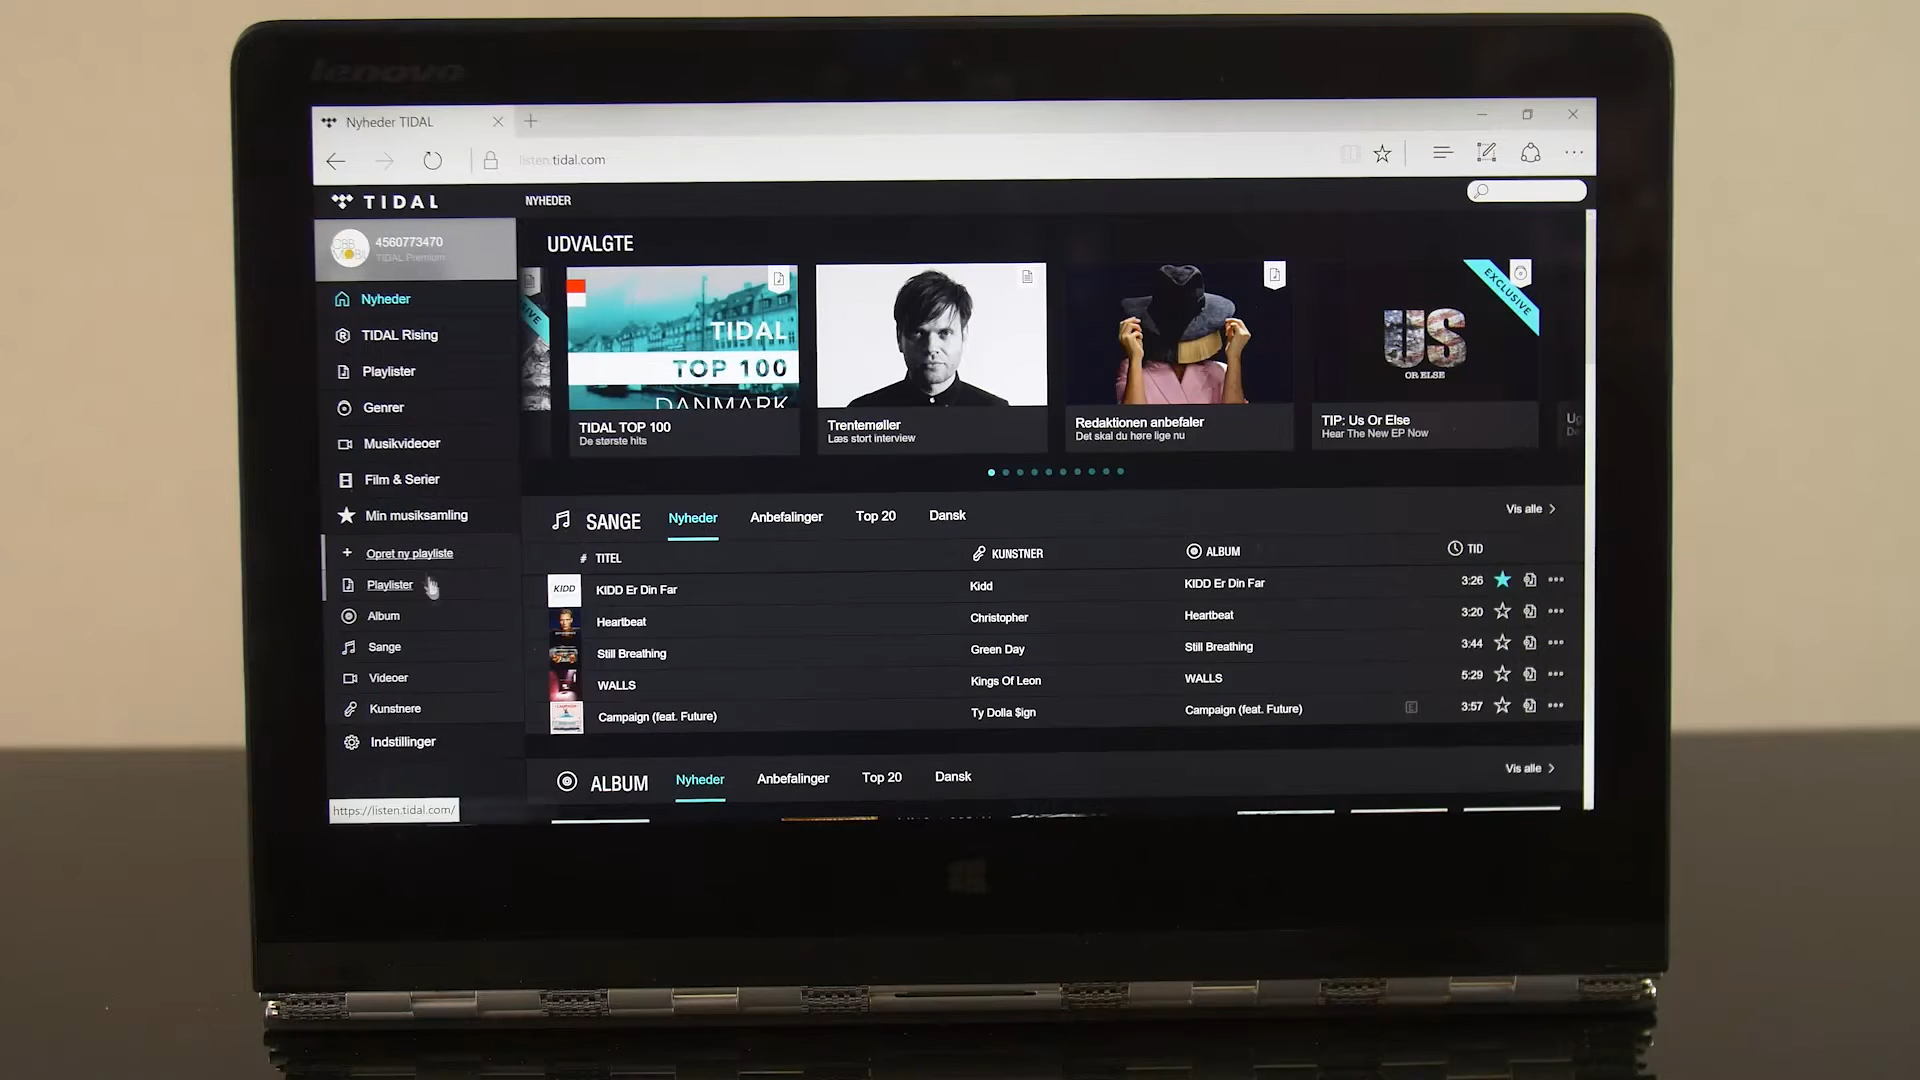 lenovo
Nyheder TIDAL
listen.tidal.com
TIDAL
NYHEDER
4560773470
TIDAL Premium
Nyheder
TIDAL Rising
Playlister
Genrer
Musikvideoer
Film & Serier
Min musiksamling
Opret ny playliste
Playlister
Album
Sange
Videoer
Kunstnere
Indstillinger
https://listen.tidal.com/
UDVALGTE
TIDAL
TOP 100
DANMARK
TIDAL TOP 100
De største hits
Trentemøller
Læs stort interview
Redaktionen anbefaler
Det skal du høre lige nu
EXCLUSIVE
US
OR ELSE
TIP: Us Or Else
Hear The New EP Now
SANGE Nyheder Anbefalinger Top 20 Dansk Vis alle
# TITEL KUNSTNER ALBUM TID
KIDD KIDD Er Din Far Kidd KIDD Er Din Far 3:26
Heartbeat Christopher Heartbeat 3:20
Still Breathing Green Day Still Breathing 3:44
WALLS Kings Of Leon WALLS 5:29
Campaign (feat. Future) Ty Dolla $ign Campaign (feat. Future) E 3:57
ALBUM Nyheder Anbefalinger Top 20 Dansk Vis alle